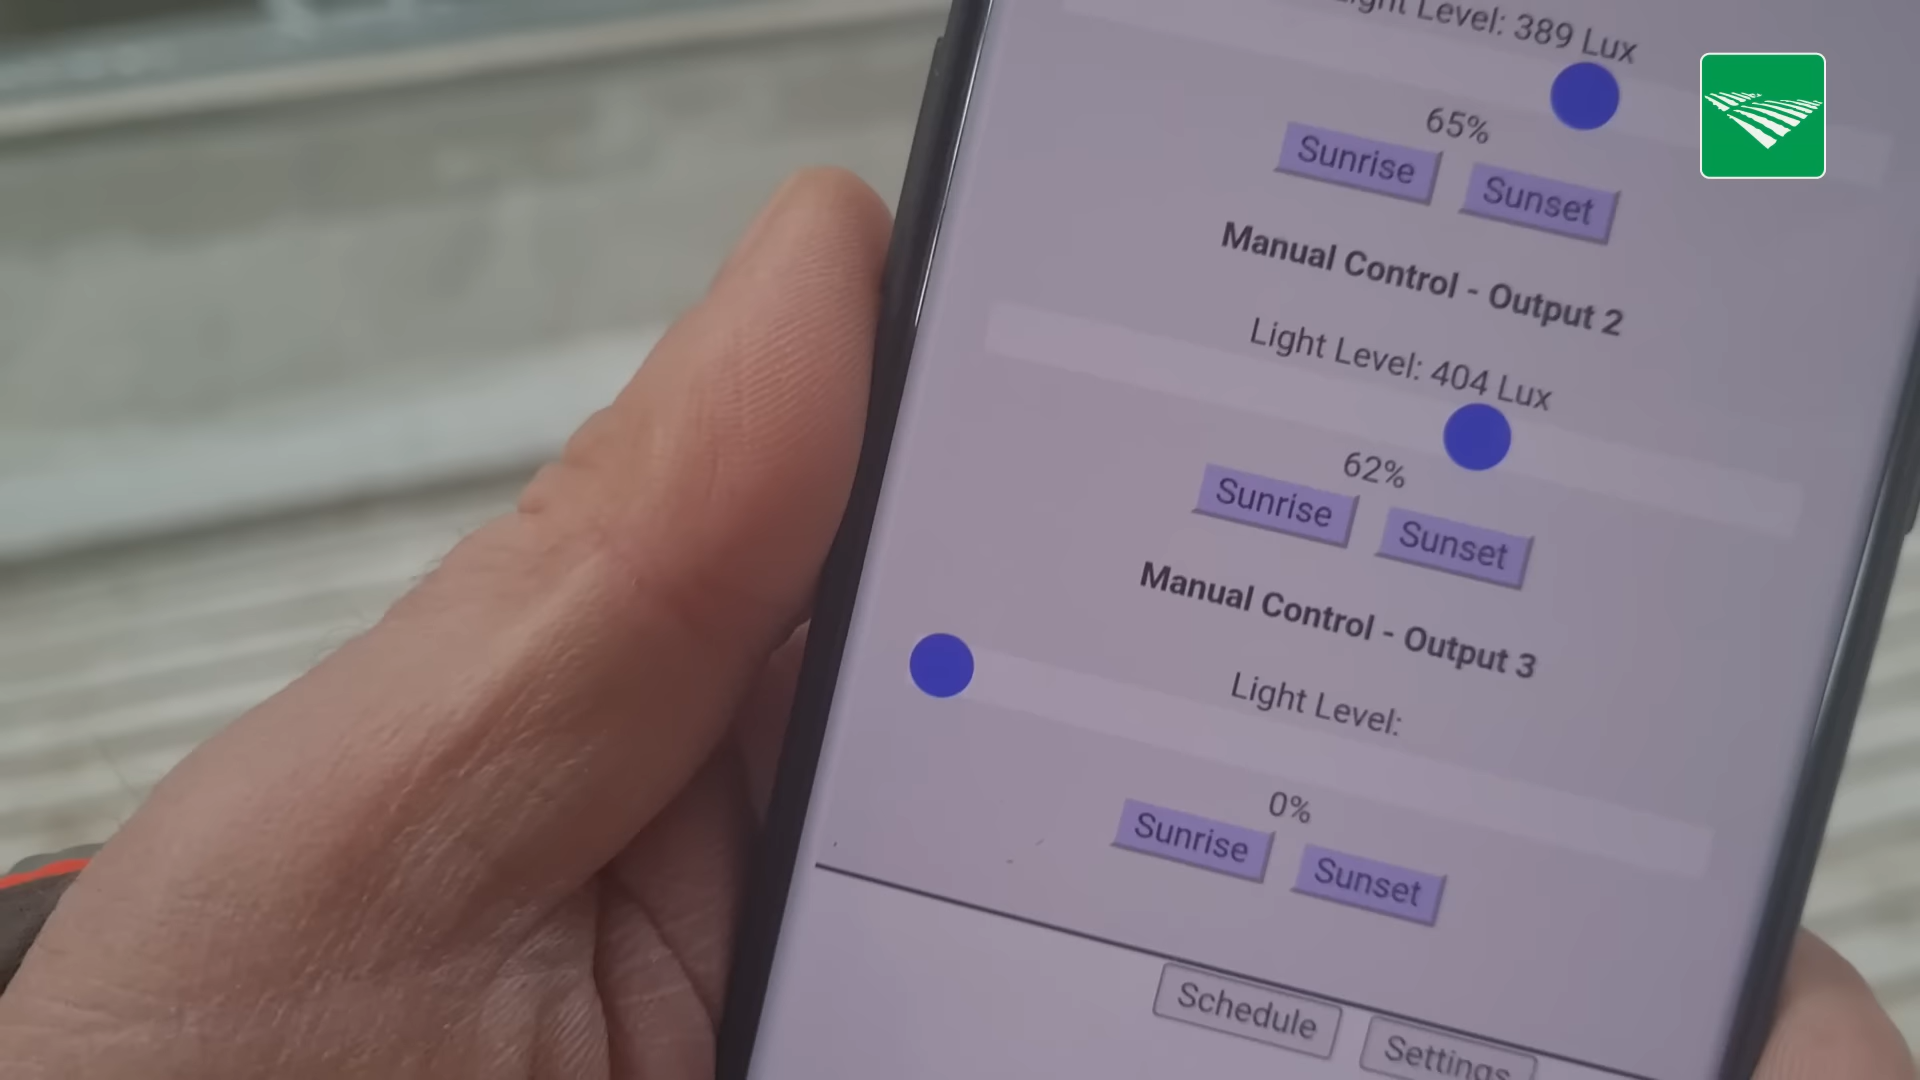 Light Level: 389 Lux
65%
Sunrise Sunset
Manual Control - Output 2
Light Level: 404 Lux
62%
Sunrise Sunset
Manual Control - Output 3
Light Level:
0%
Sunrise Sunset
Schedule Settings